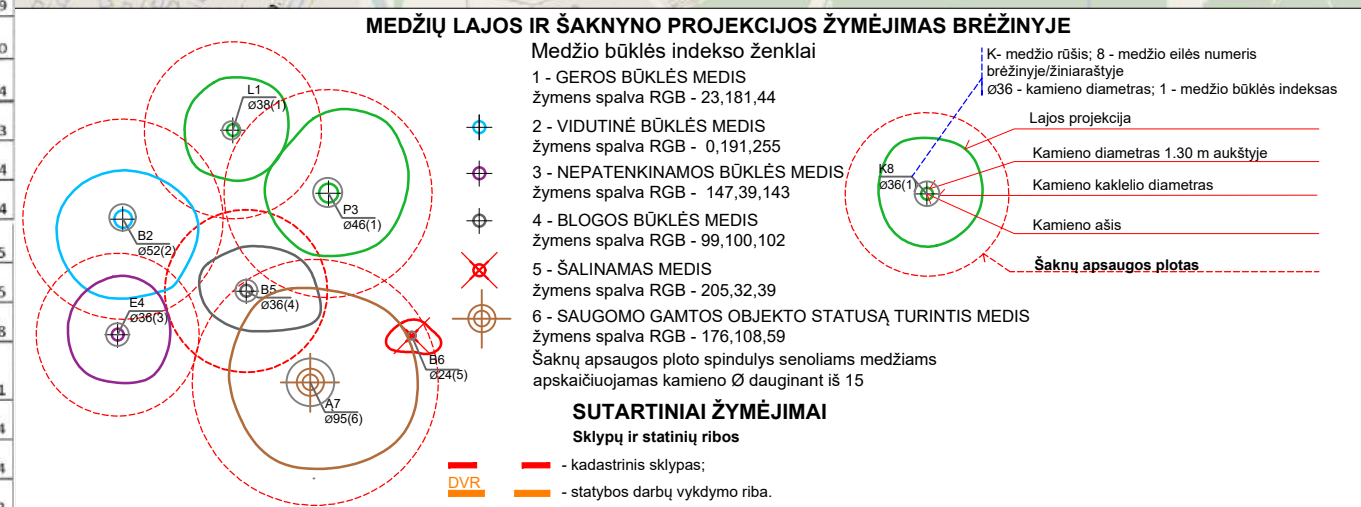 MEDŽIŲ LAJOS IR ŠAKNYNO PROJEKCIJOS ŽYMĖJIMAS BRĖŽINYJE
Medžio būklės indekso ženklai
1 - GEROS BŪKLĖS MEDIS
žymens spalva RGB - 23,181,44
2 - VIDUTINĖ BŪKLĖS MEDIS
žymens spalva RGB - 0,191,255
3 - NEPATENKINAMOS BŪKLĖS MEDIS
žymens spalva RGB - 147,39,143
4 - BLOGOS BŪKLĖS MEDIS
žymens spalva RGB - 99,100,102
5 - ŠALINAMAS MEDIS
žymens spalva RGB - 205,32,39
6 - SAUGOMO GAMTOS OBJEKTO STATUSĄ TURINTIS MEDIS
žymens spalva RGB - 176,108,59
Šaknų apsaugos ploto spindulys senoliams medžiams
apskaičiuojamas kamieno Ø dauginant iš 15
L1
ø38(1)
P3
ø46(1)
B2
ø52(2)
E4
ø36(3)
B5
ø36(4)
B6
ø24(5)
A7
ø95(6)
K- medžio rūšis; 8 - medžio eilės numeris
brėžinyje/žiniaraštyje
ø36 - kamieno diametras; 1 - medžio būklės indeksas
K8
ø36(1)
Lajos projekcija
Kamieno diametras 1.30 m aukštyje
Kamieno kaklelio diametras
Kamieno ašis
Šaknų apsaugos plotas
SUTARTINIAI ŽYMĖJIMAI
Sklypų ir statinių ribos
- kadastrinis sklypas;
DVR
- statybos darbų vykdymo riba.